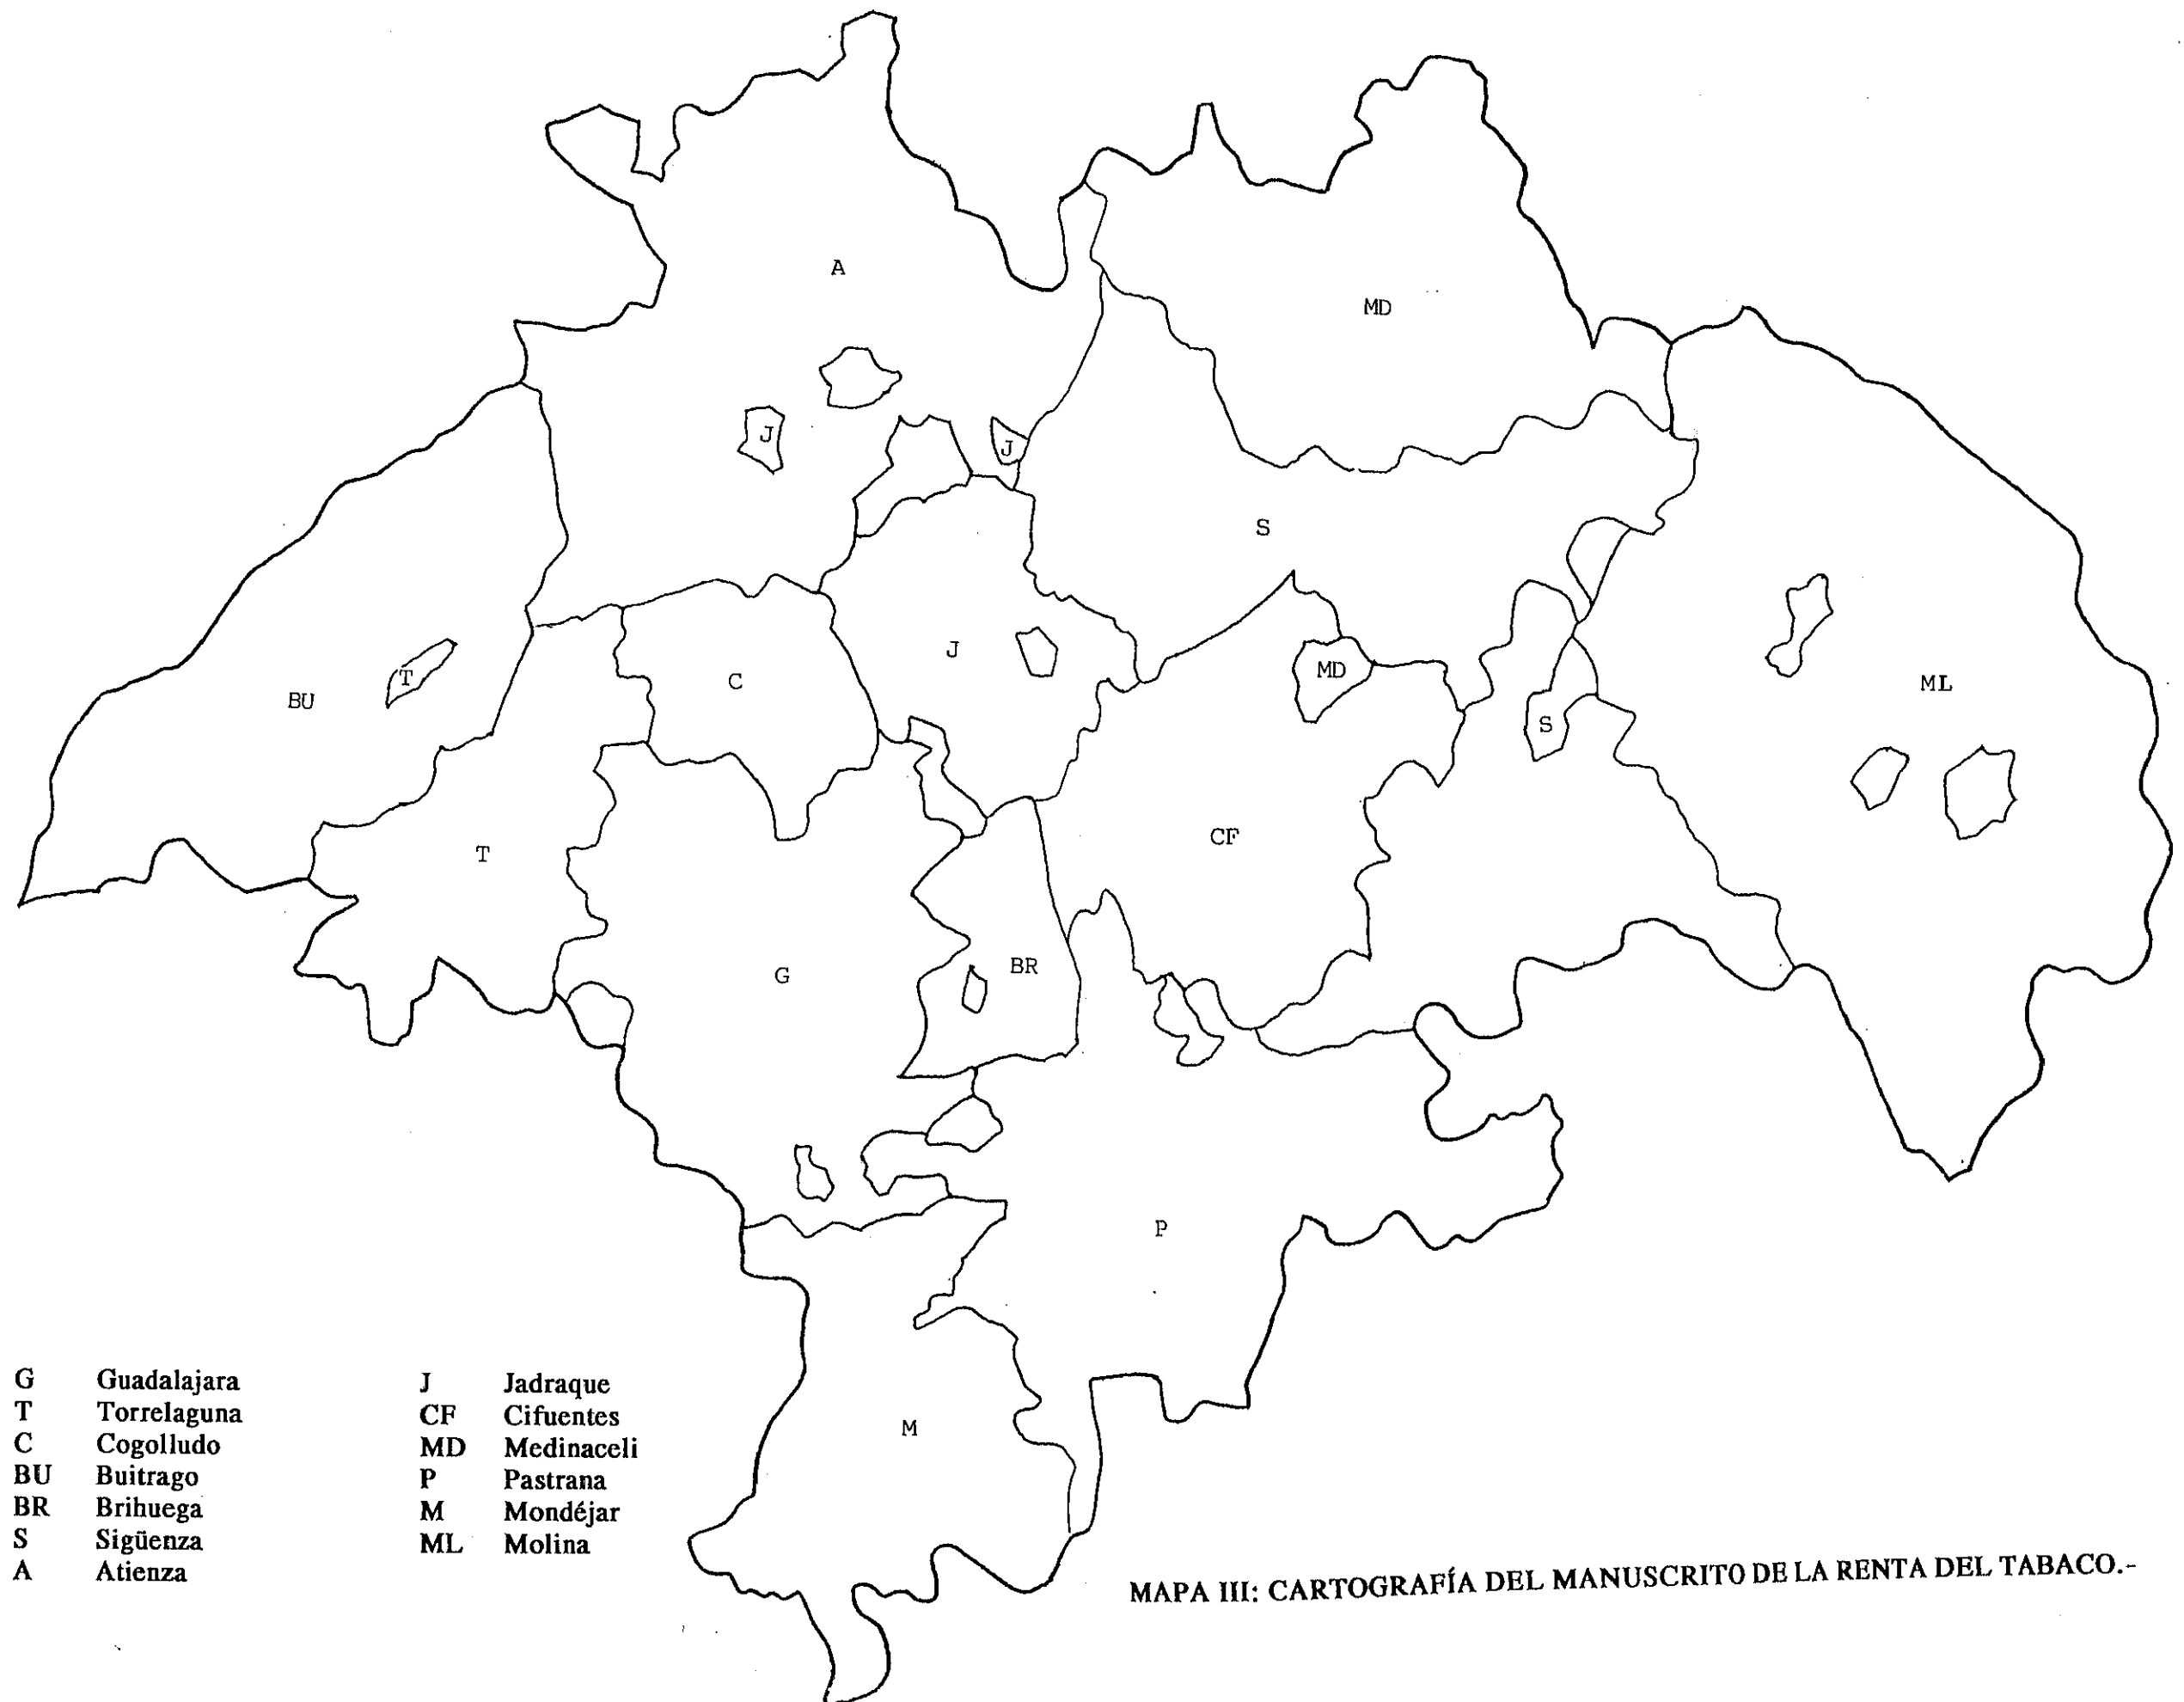 A
MD
J
J
S
T
BU
C
J
MD
S
ML
T
CF
G
BR
P
M
G Guadalajara
T Torrelaguna
C Cogolludo
BU Buitrago
BR Brihuega
S Sigüenza
A Atienza
J Jadraque
CF Cifuentes
MD Medinaceli
P Pastrana
M Mondéjar
ML Molina
MAPA III: CARTOGRAFÍA DEL MANUSCRITO DE LA RENTA DEL TABACO.-